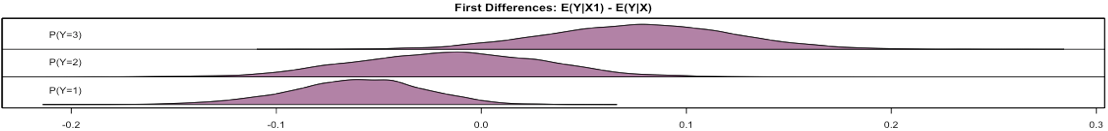 First Differences: E(Y|X1) - E(Y|X)
P(Y=3)
P(Y=2)
P(Y=1)
-0.2 -0.1 0.0 0.1 0.2 0.3